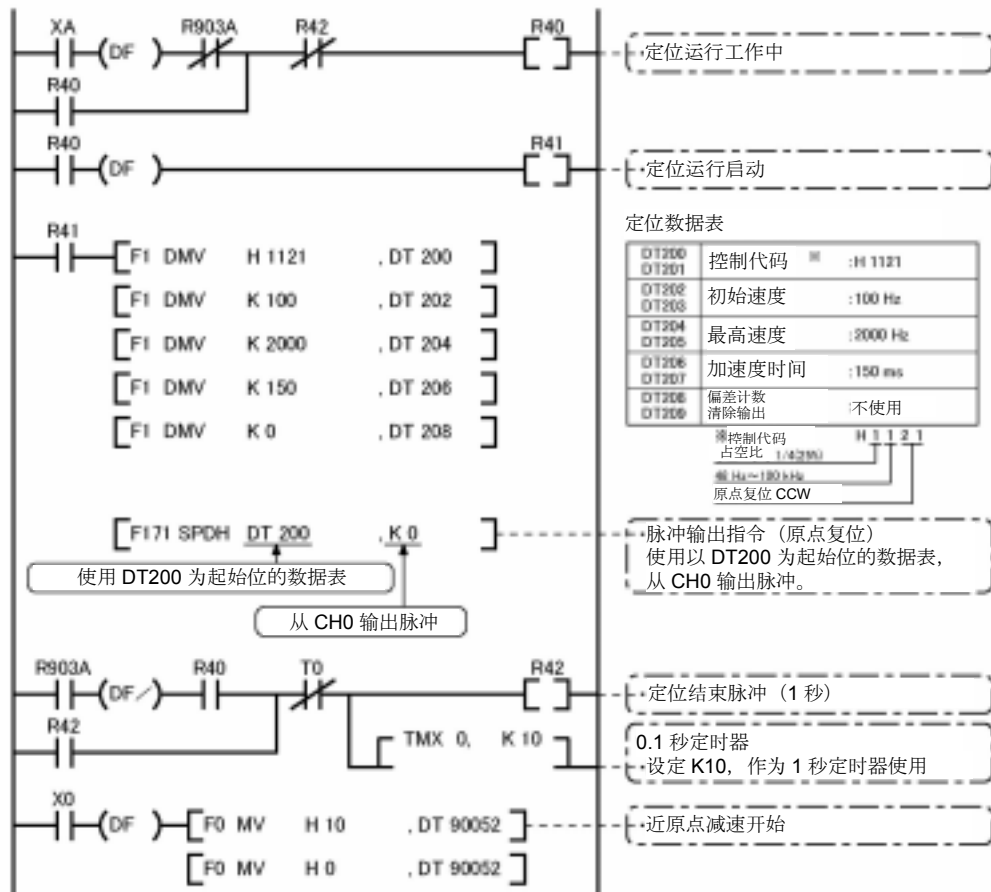 XA R903A R42 R40
(DF )
定位运行工作中
R40
R40 R41
(DF )
定位运行启动
R41
F1 DMV H 1121 , DT 200
F1 DMV K 100 , DT 202
F1 DMV K 2000 , DT 204
F1 DMV K 150 , DT 206
F1 DMV K 0 , DT 208
定位数据表
DT200 DT201 控制代码 ※ :H 1121
DT202 DT203 初始速度 :100 Hz
DT204 DT205 最高速度 :2000 Hz
DT206 DT207 加速度时间 :150 ms
DT208 DT209 偏差计数 清除输出 :不使用
※控制代码 H 1 1 2 1
占空比 1/4(25%)
48 Hz～100 kHz
原点复位 CCW
F171 SPDH DT 200 , K 0
脉冲输出指令（原点复位）
使用以 DT200 为起始位的数据表，
从 CH0 输出脉冲。
使用 DT200 为起始位的数据表
从 CH0 输出脉冲
R903A R40 T0 R42
(DF/)
定位结束脉冲（1 秒）
R42
TMX 0, K 10
0.1 秒定时器
设定 K10，作为 1 秒定时器使用
X0
(DF ) F0 MV H 10 , DT 90052
·近原点减速开始
F0 MV H 0 , DT 90052